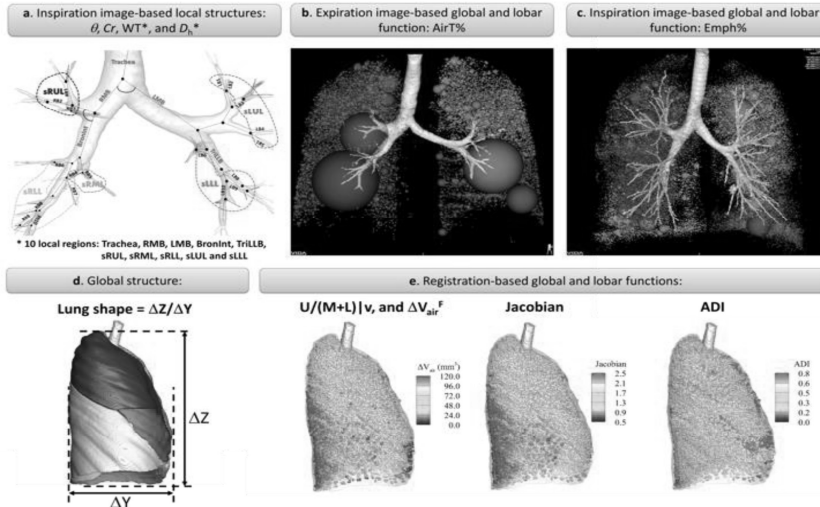 a. Inspiration image-based local structures:
θ, Cr, WT*, and Dh*
Trachea
RMB
LMB
sRUL
sLUL
BronInt
sRLL
sRML
sLLL
* 10 local regions: Trachea, RMB, LMB, BronInt, TriLLB,
sRUL, sRML, sRLL, sLUL and sLLL
b. Expiration image-based global and lobar
function: AirT%
c. Inspiration image-based global and lobar
function: Emph%
d. Global structure:
Lung shape = ΔZ/ΔY
ΔZ
ΔY
e. Registration-based global and lobar functions:
U/(M+L)|v, and ΔVairF
ΔVair (mm³)
120.0
96.0
72.0
48.0
24.0
0.0
Jacobian
Jacobian
2.5
2.1
1.7
1.3
0.9
0.5
ADI
ADI
0.8
0.6
0.5
0.3
0.2
0.0